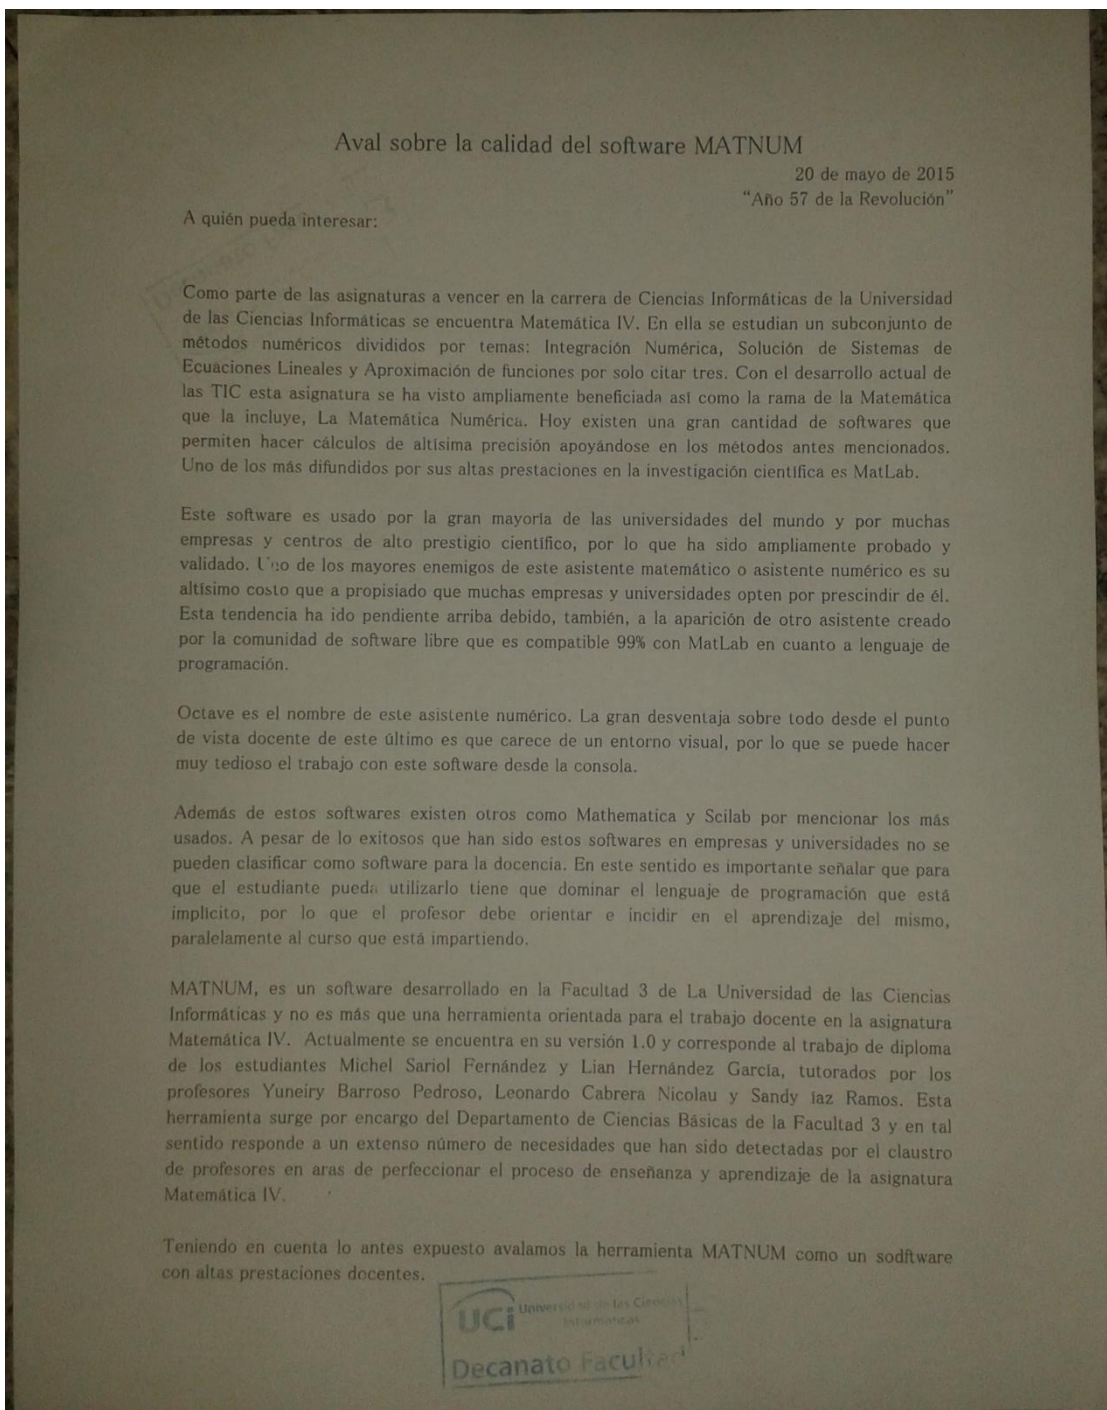 Aval sobre la calidad del software MATNUM
20 de mayo de 2015
“Año 57 de la Revolución”
A quién pueda interesar:
Como parte de las asignaturas a vencer en la carrera de Ciencias Informáticas de la Universidad
de las Ciencias Informáticas se encuentra Matemática IV. En ella se estudian un subconjunto de
métodos numéricos divididos por temas: Integración Numérica, Solución de Sistemas de
Ecuaciones Lineales y Aproximación de funciones por solo citar tres. Con el desarrollo actual de
las TIC esta asignatura se ha visto ampliamente beneficiada así como la rama de la Matemática
que la incluye, La Matemática Numérica. Hoy existen una gran cantidad de softwares que
permiten hacer cálculos de altísima precisión apoyándose en los métodos antes mencionados.
Uno de los más difundidos por sus altas prestaciones en la investigación científica es MatLab.
Este software es usado por la gran mayoría de las universidades del mundo y por muchas
empresas y centros de alto prestigio científico, por lo que ha sido ampliamente probado y
validado. Uno de los mayores enemigos de este asistente matemático o asistente numérico es su
altísimo costo que a propisiado que muchas empresas y universidades opten por prescindir de él.
Esta tendencia ha ido pendiente arriba debido, también, a la aparición de otro asistente creado
por la comunidad de software libre que es compatible 99% con MatLab en cuanto a lenguaje de
programación.
Octave es el nombre de este asistente numérico. La gran desventaja sobre todo desde el punto
de vista docente de este último es que carece de un entorno visual, por lo que se puede hacer
muy tedioso el trabajo con este software desde la consola.
Además de estos softwares existen otros como Mathematica y Scilab por mencionar los más
usados. A pesar de lo exitosos que han sido estos softwares en empresas y universidades no se
pueden clasificar como software para la docencia. En este sentido es importante señalar que para
que el estudiante pueda utilizarlo tiene que dominar el lenguaje de programación que está
implícito, por lo que el profesor debe orientar e incidir en el aprendizaje del mismo,
paralelamente al curso que está impartiendo.
MATNUM, es un software desarrollado en la Facultad 3 de La Universidad de las Ciencias
Informáticas y no es más que una herramienta orientada para el trabajo docente en la asignatura
Matemática IV. Actualmente se encuentra en su versión 1.0 y corresponde al trabajo de diploma
de los estudiantes Michel Sariol Fernández y Lian Hernández García, tutorados por los
profesores Yuneiry Barroso Pedroso, Leonardo Cabrera Nicolau y Sandy íaz Ramos. Esta
herramienta surge por encargo del Departamento de Ciencias Básicas de la Facultad 3 y en tal
sentido responde a un extenso número de necesidades que han sido detectadas por el claustro
de profesores en aras de perfeccionar el proceso de enseñanza y aprendizaje de la asignatura
Matemática IV.
Teniendo en cuenta lo antes expuesto avalamos la herramienta MATNUM como un sodftware
con altas prestaciones docentes.
UCi Universidad de las Ciencias
Informáticas
Decanato Facultad